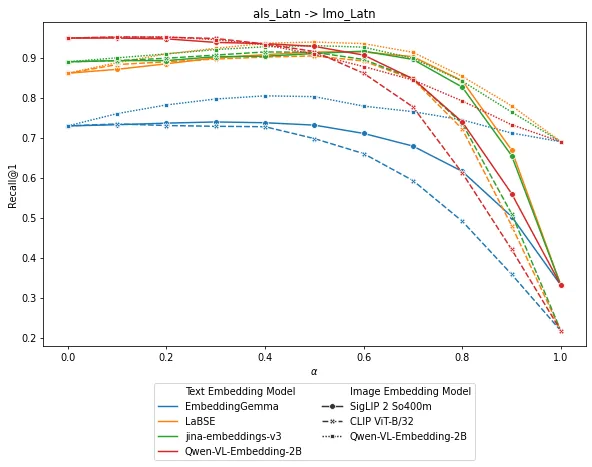 als_Latn -> lmo_Latn
Recall@1
0.9
0.8
0.7
0.6
0.5
0.4
0.3
0.2
0.0 0.2 0.4 0.6 0.8 1.0
α
Text Embedding Model
EmbeddingGemma
LaBSE
jina-embeddings-v3
Qwen-VL-Embedding-2B
Image Embedding Model
SigLIP 2 So400m
CLIP ViT-B/32
Qwen-VL-Embedding-2B